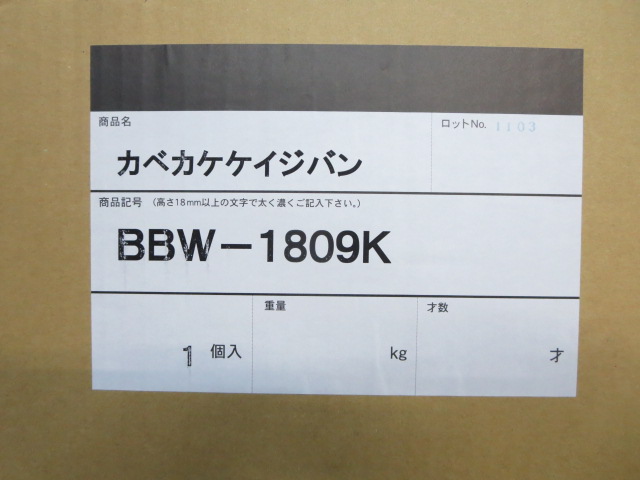 商品名
ロットNo. 1103
カベカケケイジバン
商品記号 (高さ18mm以上の文字で太く濃くご記入下さい。)
BBW-1809K
重量
才数
1 個入
kg
才